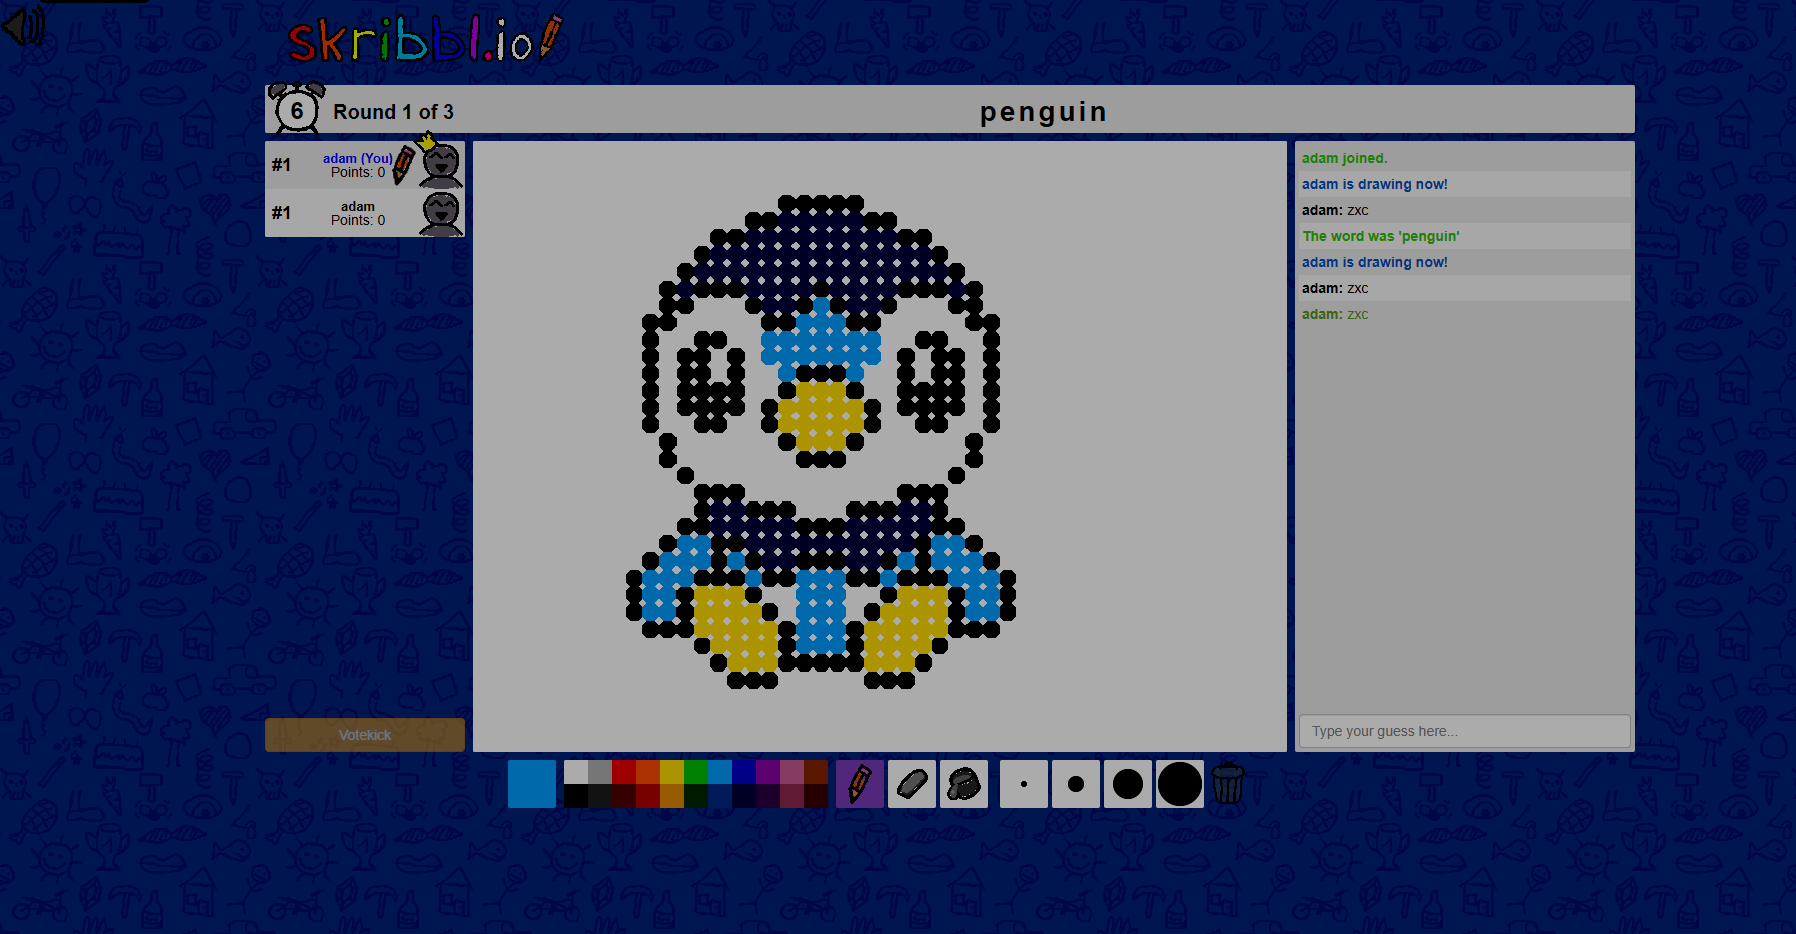 skribbl.io
6
Round 1 of 3
penguin
#1
adam (You)
Points: 0
#1
adam
Points: 0
Votekick
adam joined.
adam is drawing now!
adam: zxc
The word was 'penguin'
adam is drawing now!
adam: zxc
adam: zxc
Type your guess here...